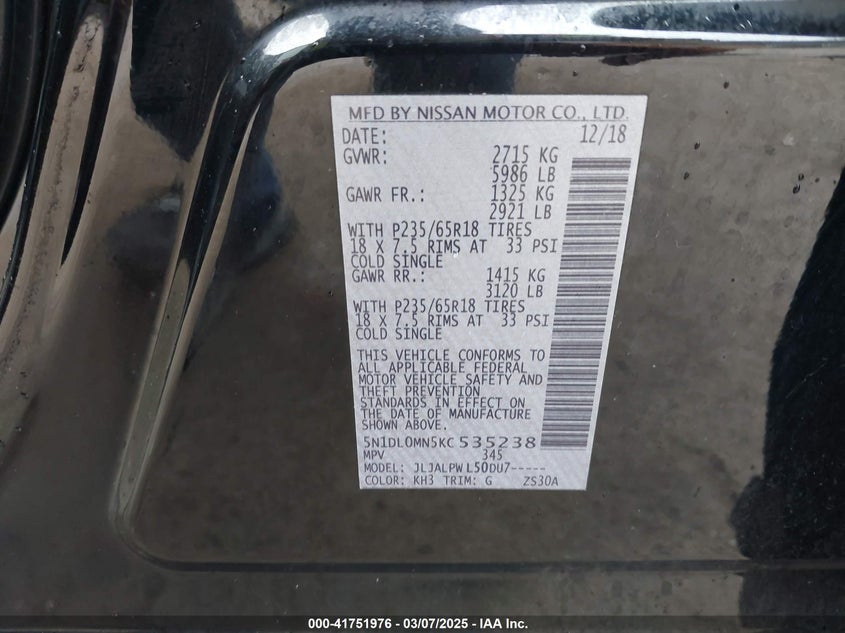 MFD BY NISSAN MOTOR CO., LTD.
DATE: 12/18
GVWR: 2715 KG
5986 LB
GAWR FR.: 1325 KG
2921 LB
WITH P235/65R18 TIRES
18 X 7.5 RIMS AT 33 PSI
COLD SINGLE
GAWR RR.: 1415 KG
3120 LB
WITH P235/65R18 TIRES
18 X 7.5 RIMS AT 33 PSI
COLD SINGLE
THIS VEHICLE CONFORMS TO
ALL APPLICABLE FEDERAL
MOTOR VEHICLE SAFETY AND
THEFT PREVENTION
STANDARDS IN EFFECT ON
THE DATE OF MANUFACTURE
SHOWN ABOVE.
5N1DL0MN5KC 535238
MPV 345
MODEL: JLJALPW L50DU7-----
COLOR: KH3 TRIM: G ZS30A
000-41751976 - 03/07/2025 - IAA Inc.